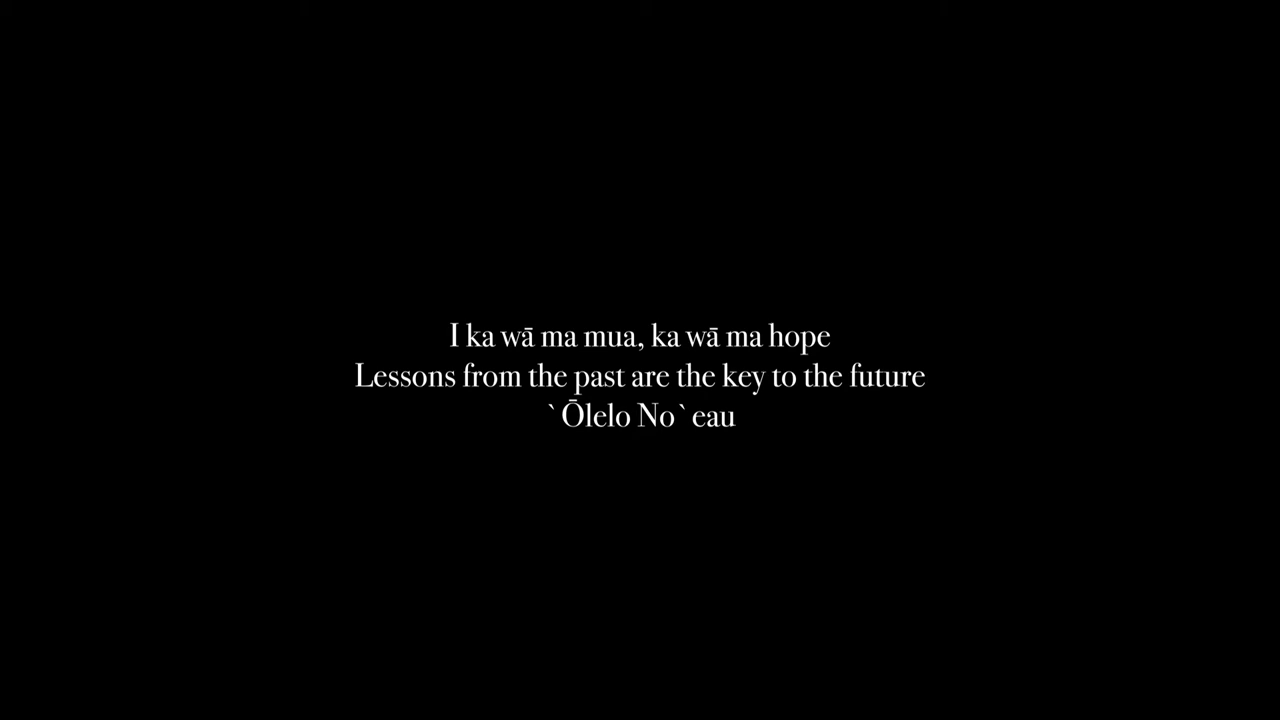 I ka wā ma mua, ka wā ma hope
Lessons from the past are the key to the future
`Ōlelo No`eau